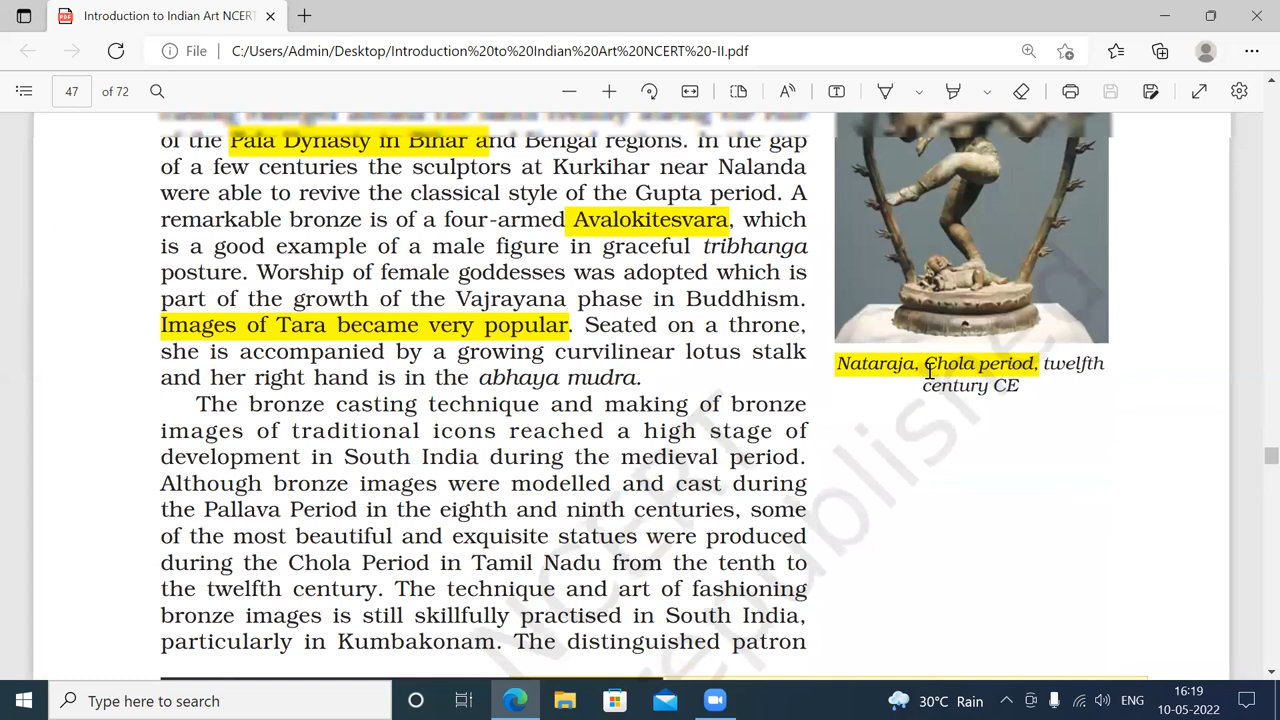 Introduction to Indian Art NCERT
File
C:/Users/Admin/Desktop/Introduction%20to%20Indian%20Art%20NCERT%20-II.pdf
47
of 72
of the Pala Dynasty in Bihar and Bengal regions. In the gap
of a few centuries the sculptors at Kurkihar near Nalanda
were able to revive the classical style of the Gupta period. A
remarkable bronze is of a four-armed Avalokitesvara, which
is a good example of a male figure in graceful tribhanga
posture. Worship of female goddesses was adopted which is
part of the growth of the Vajrayana phase in Buddhism.
Images of Tara became very popular. Seated on a throne,
she is accompanied by a growing curvilinear lotus stalk
and her right hand is in the abhaya mudra.
The bronze casting technique and making of bronze
images of traditional icons reached a high stage of
development in South India during the medieval period.
Although bronze images were modelled and cast during
the Pallava Period in the eighth and ninth centuries, some
of the most beautiful and exquisite statues were produced
during the Chola Period in Tamil Nadu from the tenth to
the twelfth century. The technique and art of fashioning
bronze images is still skillfully practised in South India,
particularly in Kumbakonam. The distinguished patron
Nataraja, Chola period, twelfth
century CE
NCERT
republished
Type here to search
30°C Rain
ENG
16:19
10-05-2022